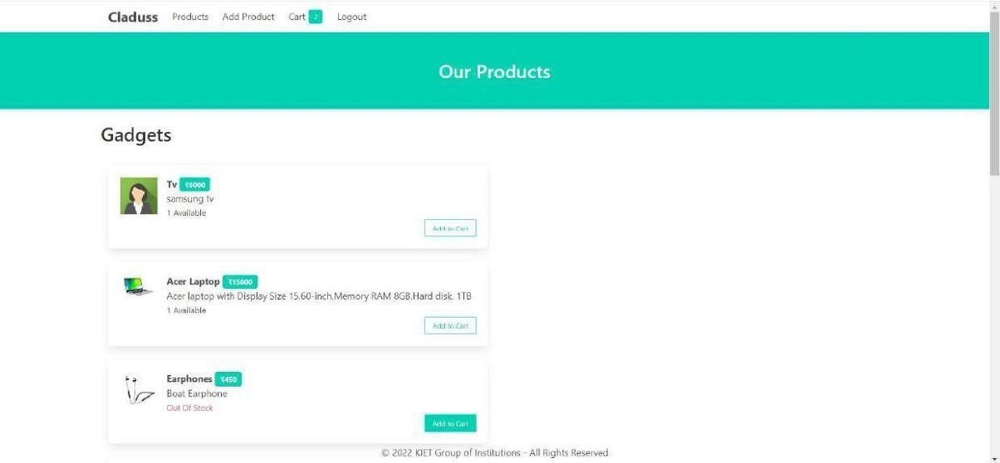 Claduss Products Add Product Cart 2 Logout
Our Products
Gadgets
Tv ₹5000
samsung tv
1 Available
Add to Cart
Acer Laptop ₹15000
Acer laptop with Display Size 15.60-inch,Memory RAM 8GB,Hard disk. 1TB
1 Available
Add to Cart
Earphones ₹450
Boat Earphone
Out Of Stock
Add to Cart
© 2022 KIET Group of Institutions - All Rights Reserved